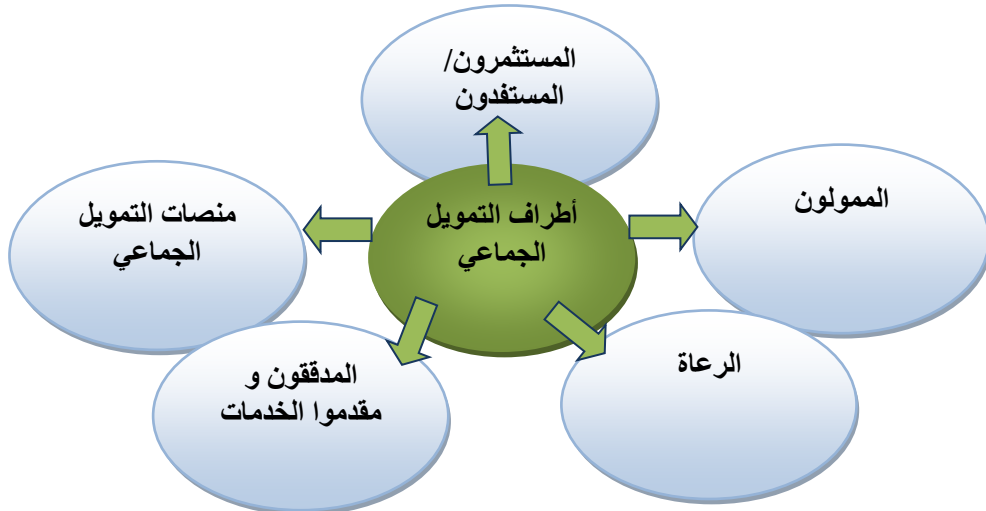 المستثمرون/
المستفدون
الممولون
منصات التمويل
الجماعي
أطراف التمويل
الجماعي
الرعاة
المدققون و
مقدموا الخدمات